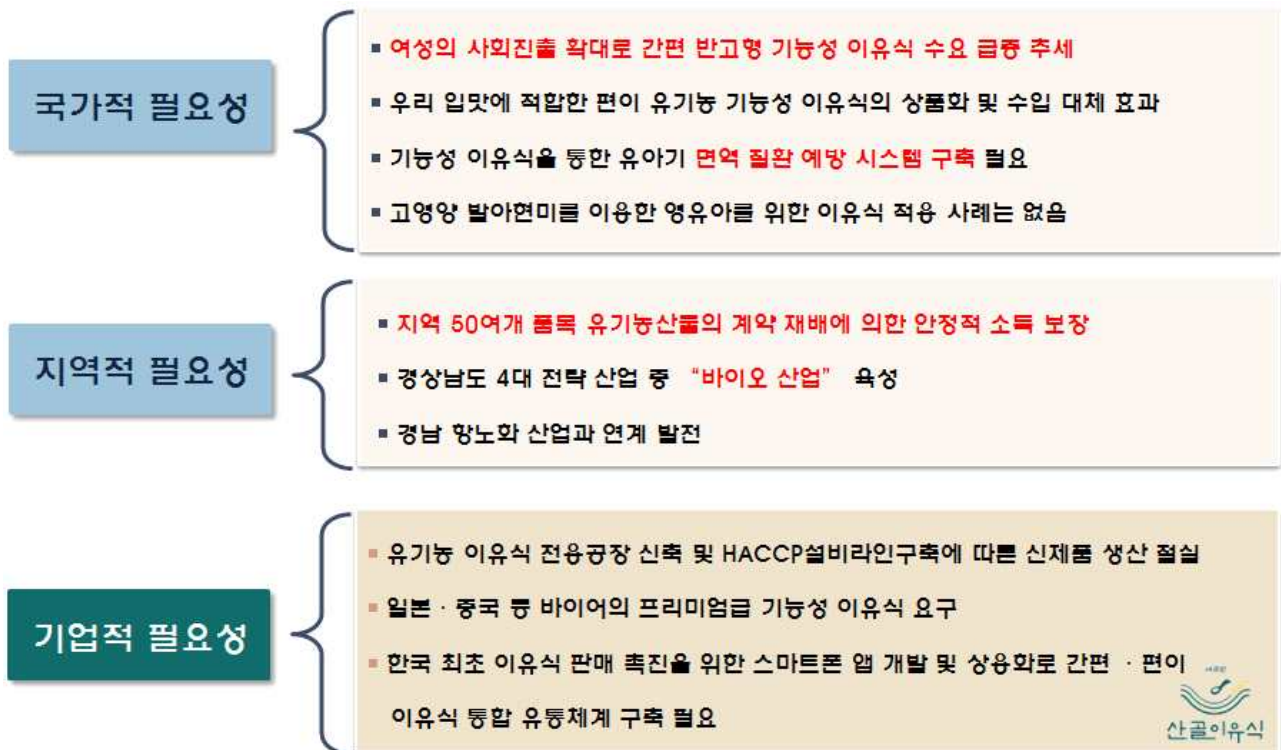 국가적 필요성
여성의 사회진출 확대로 간편 반고형 기능성 이유식 수요 급증 추세
우리 입맛에 적합한 편이 유기농 기능성 이유식의 상품화 및 수입 대체 효과
기능성 이유식을 통한 유아기 면역 질환 예방 시스템 구축 필요
고영양 발아현미를 이용한 영유아를 위한 이유식 적용 사례는 없음
지역적 필요성
지역 50여개 품목 유기농산물의 계약 재배에 의한 안정적 소득 보장
경상남도 4대 전략 산업 중 “바이오 산업” 육성
경남 항노화 산업과 연계 발전
기업적 필요성
유기농 이유식 전용공장 신축 및 HACCP설비라인구축에 따른 신제품 생산 절실
일본 · 중국 등 바이어의 프리미엄급 기능성 이유식 요구
한국 최초 이유식 판매 촉진을 위한 스마트폰 앱 개발 및 상용화로 간편 · 편이
이유식 통합 유통체계 구축 필요
산골이유식